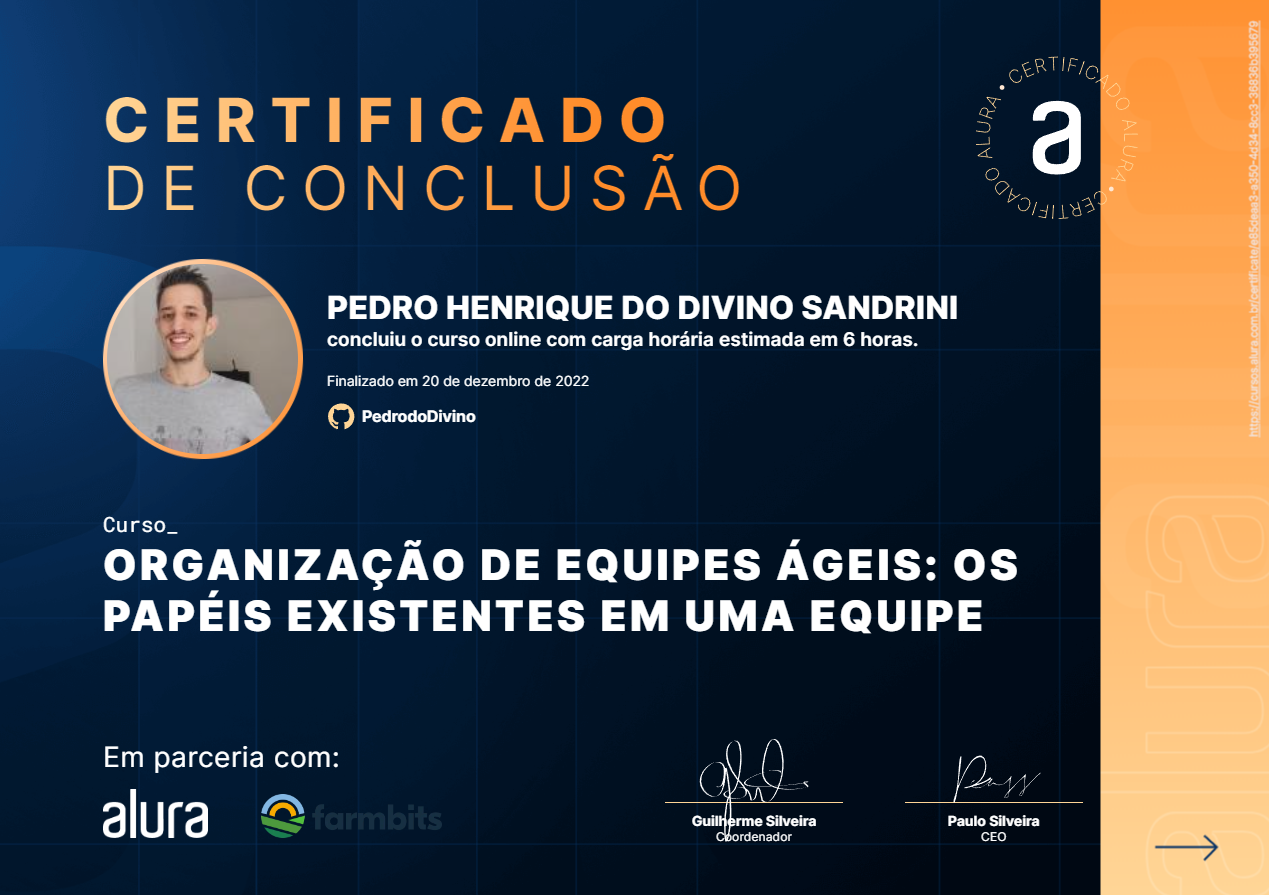 CERTIFICADO
DE CONCLUSÃO
CERTIFICADO ALURA • CERTIFICADO ALURA •
a
PEDRO HENRIQUE DO DIVINO SANDRINI
concluiu o curso online com carga horária estimada em 6 horas.
Finalizado em 20 de dezembro de 2022
PedrodoDivino
Curso_
ORGANIZAÇÃO DE EQUIPES ÁGEIS: OS
PAPÉIS EXISTENTES EM UMA EQUIPE
Em parceria com:
alura
farmbits
Guilherme Silveira
Coordenador
Paulo Silveira
CEO
alura